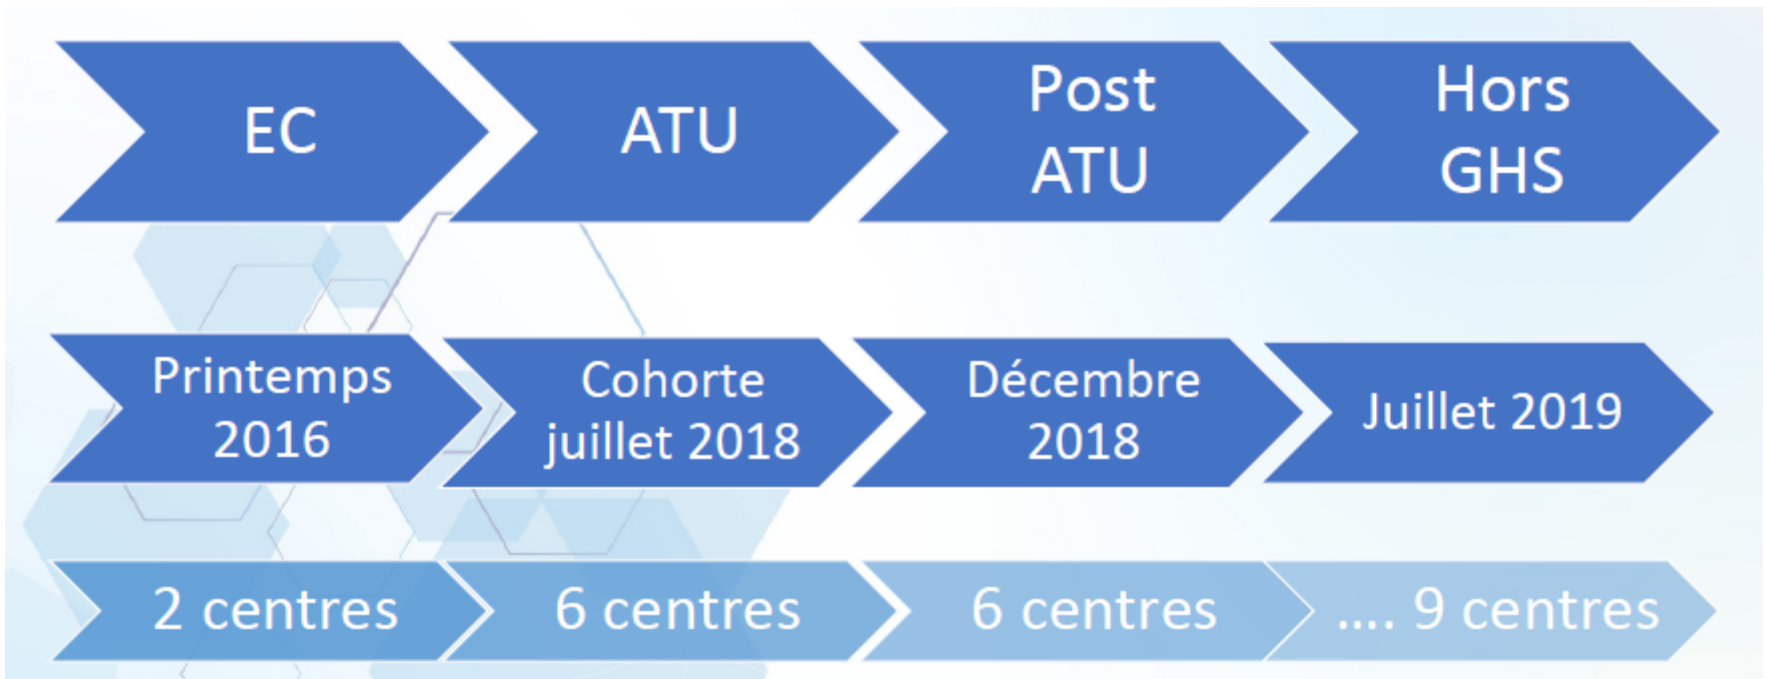 EC
ATU
Post
ATU
Hors
GHS
Printemps
2016
Cohorte
juillet 2018
Décembre
2018
Juillet 2019
2 centres
6 centres
6 centres
.... 9 centres